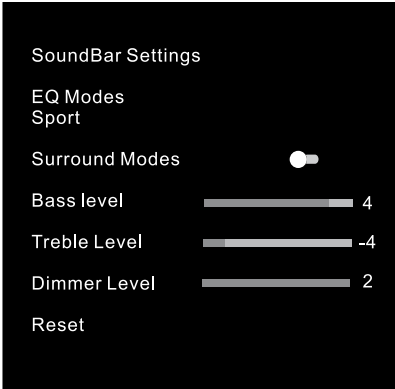 SoundBar Settings
EQ Modes
Sport
Surround Modes
Bass level 4
Treble Level -4
Dimmer Level 2
Reset